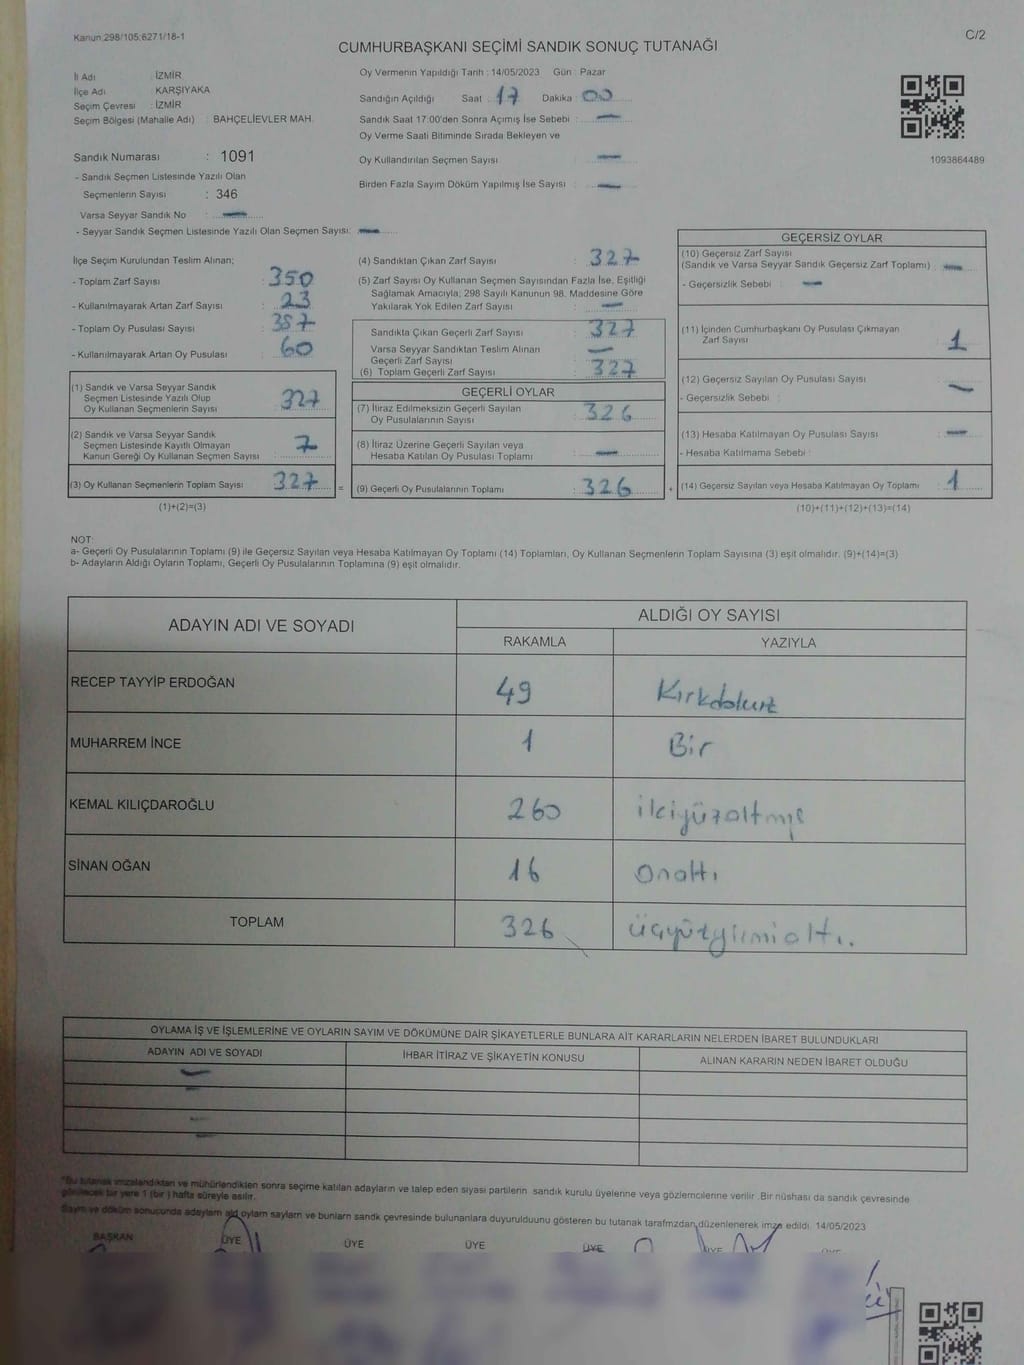 Kanun:298/105;6271/18-1
C/2
CUMHURBAŞKANI SEÇİMİ SANDIK SONUÇ TUTANAĞI
İl Adı : İZMİR
İlçe Adı : KARŞIYAKA
Seçim Çevresi : İZMİR
Seçim Bölgesi (Mahalle Adı) : BAHÇELİEVLER MAH.
Sandık Numarası : 1091
- Sandık Seçmen Listesinde Yazılı Olan
Seçmenlerin Sayısı : 346
Varsa Seyyar Sandık No : —
- Seyyar Sandık Seçmen Listesinde Yazılı Olan Seçmen Sayısı: —
Oy Vermenin Yapıldığı Tarih : 14/05/2023 Gün : Pazar
Sandığın Açıldığı Saat : 17 Dakika : 00
Sandık Saat 17:00'den Sonra Açımış İse Sebebi : —
Oy Verme Saati Bitiminde Sırada Bekleyen ve
Oy Kullandırılan Seçmen Sayısı : —
Birden Fazla Sayım Döküm Yapılmış İse Sayısı : —
1093864489
İlçe Seçim Kurulundan Teslim Alınan;
- Toplam Zarf Sayısı : 350
- Kullanılmayarak Artan Zarf Sayısı : 23
- Toplam Oy Pusulası Sayısı : 387
- Kullanılmayarak Artan Oy Pusulası : 60
(1) Sandık ve Varsa Seyyar Sandık
Seçmen Listesinde Yazılı Olup
Oy Kullanan Seçmenlerin Sayısı : 327
(2) Sandık ve Varsa Seyyar Sandık
Seçmen Listesinde Kayıtlı Olmayan
Kanun Gereği Oy Kullanan Seçmen Sayısı :
(3) Oy Kullanan Seçmenlerin Toplam Sayısı : 327
(1)+(2)=(3)
(4) Sandıktan Çıkan Zarf Sayısı : 327
(5) Zarf Sayısı Oy Kullanan Seçmen Sayısından Fazla İse; Eşitliği
Sağlamak Amacıyla; 298 Sayılı Kanunun 98. Maddesine Göre
Yakılarak Yok Edilen Zarf Sayısı : —
Sandıkta Çıkan Geçerli Zarf Sayısı : 327
Varsa Seyyar Sandıktan Teslim Alınan
Geçerli Zarf Sayısı : —
(6) Toplam Geçerli Zarf Sayısı : 327
GEÇERLİ OYLAR
(7) İtiraz Edilmeksizin Geçerli Sayılan
Oy Pusulalarının Sayısı : 326
(8) İtiraz Üzerine Geçerli Sayılan veya
Hesaba Katılan Oy Pusulası Toplamı : —
= (9) Geçerli Oy Pusulalarının Toplamı : 326 +
GEÇERSİZ OYLAR
(10) Geçersiz Zarf Sayısı
(Sandık ve Varsa Seyyar Sandık Geçersiz Zarf Toplamı) : —
- Geçersizlik Sebebi : —
(11) İçinden Cumhurbaşkanı Oy Pusulası Çıkmayan
Zarf Sayısı : 1
(12) Geçersiz Sayılan Oy Pusulası Sayısı : —
- Geçersizlik Sebebi :
(13) Hesaba Katılmayan Oy Pusulası Sayısı : —
- Hesaba Katılmama Sebebi :
(14) Geçersiz Sayılan veya Hesaba Katılmayan Oy Toplamı : 1
(10)+(11)+(12)+(13)=(14)
NOT:
a- Geçerli Oy Pusulalarının Toplamı (9) ile Geçersiz Sayılan veya Hesaba Katılmayan Oy Toplamı (14) Toplamları, Oy Kullanan Seçmenlerin Toplam Sayısına (3) eşit olmalıdır. (9)+(14)=(3)
b- Adayların Aldığı Oyların Toplamı, Geçerli Oy Pusulalarının Toplamına (9) eşit olmalıdır.
ADAYIN ADI VE SOYADI
ALDIĞI OY SAYISI
RAKAMLA YAZIYLA
RECEP TAYYİP ERDOĞAN 49 Kırkdokuz
MUHARREM İNCE 1 Bir
KEMAL KILIÇDAROĞLU 260 ikiyüzaltmış
SİNAN OĞAN 16 Onaltı
TOPLAM 326 üçyüzyirmialtı.
OYLAMA İŞ VE İŞLEMLERİNE VE OYLARIN SAYIM VE DÖKÜMÜNE DAİR ŞİKAYETLERLE BUNLARA AİT KARARLARIN NELERDEN İBARET BULUNDUKLARI
ADAYIN ADI VE SOYADI İHBAR İTİRAZ VE ŞİKAYETİN KONUSU ALINAN KARARIN NEDEN İBARET OLDUĞU
—
—
—
—
*Bu tutanak imzalandıktan ve mühürlendikten sonra seçime katılan adayların ve talep eden siyasi partilerin sandık kurulu üyelerine veya gözlemcilerine verilir. Bir nüshası da sandık çevresinde
görülecek bir yere 1 (bir) hafta süreyle asılır.
Sayım ve döküm sonucunda adayların aldığı oyların sayıları ve bunların sandık çevresinde bulunanlara duyurulduğunu gösteren bu tutanak tarafımızdan düzenlenerek imza edildi. 14/05/2023
BAŞKAN ÜYE ÜYE ÜYE ÜYE ÜYE